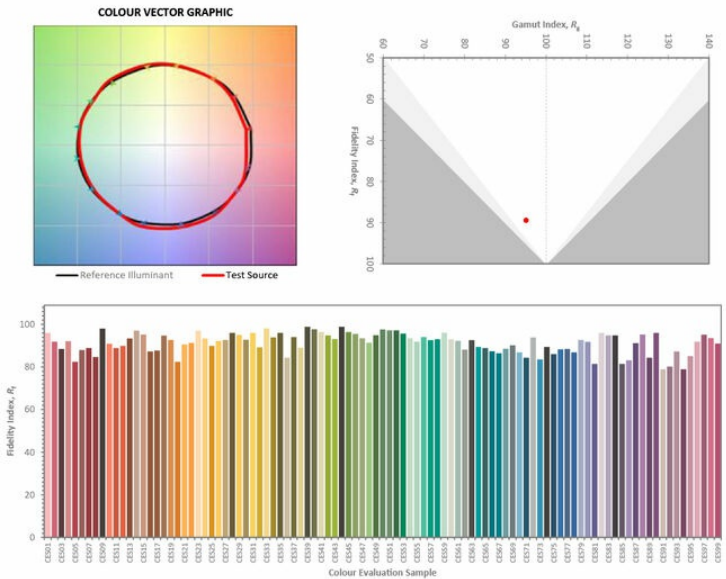 COLOUR VECTOR GRAPHIC
Reference Illuminant
Test Source
Gamut Index, Rg
60 70 80 90 100 110 120 130 140
Fidelity Index, Rf
50
60
70
80
90
100
Fidelity Index, Rf
100
80
60
40
20
0
CES01 CES03 CES05 CES07 CES09 CES11 CES13 CES15 CES17 CES19 CES21 CES23 CES25 CES27 CES29 CES31 CES33 CES35 CES37 CES39 CES41 CES43 CES45 CES47 CES49 CES51 CES53 CES55 CES57 CES59 CES61 CES63 CES65 CES67 CES69 CES71 CES73 CES75 CES77 CES79 CES81 CES83 CES85 CES87 CES89 CES91 CES93 CES95 CES97 CES99
Colour Evaluation Sample